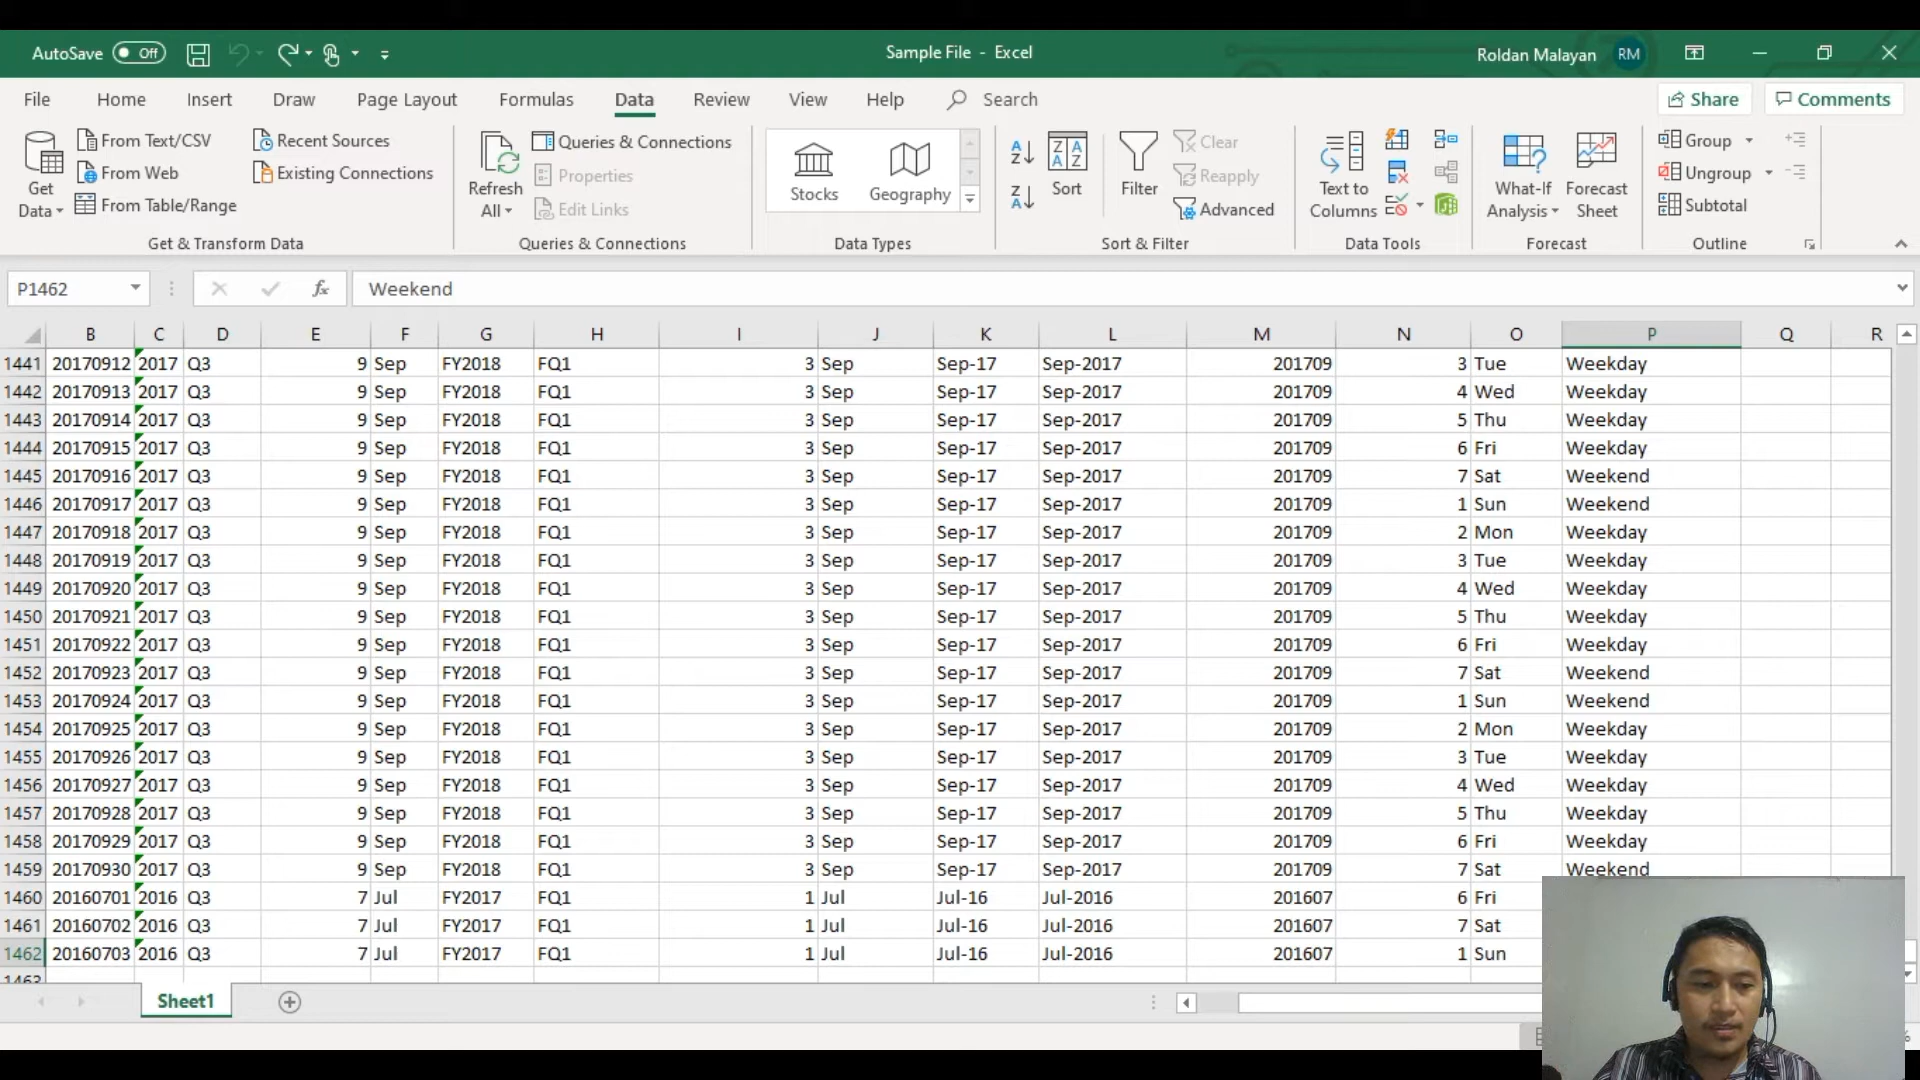 AutoSave Off Sample File - Excel Roldan Malayan RM
File Home Insert Draw Page Layout Formulas Data Review View Help Search Share Comments
Get Data From Text/CSV From Web From Table/Range Recent Sources Existing Connections
Refresh All Queries & Connections Properties Edit Links
Stocks Geography
Sort Filter Clear Reapply Advanced
Text to Columns What-If Analysis Forecast Sheet
Group Ungroup Subtotal
Get & Transform Data Queries & Connections Data Types Sort & Filter Data Tools Forecast Outline
P1462 fx Weekend
B C D E F G H I J K L M N O P Q R
1441 20170912 2017 Q3 9 Sep FY2018 FQ1 3 Sep Sep-17 Sep-2017 201709 3 Tue Weekday
1442 20170913 2017 Q3 9 Sep FY2018 FQ1 3 Sep Sep-17 Sep-2017 201709 4 Wed Weekday
1443 20170914 2017 Q3 9 Sep FY2018 FQ1 3 Sep Sep-17 Sep-2017 201709 5 Thu Weekday
1444 20170915 2017 Q3 9 Sep FY2018 FQ1 3 Sep Sep-17 Sep-2017 201709 6 Fri Weekday
1445 20170916 2017 Q3 9 Sep FY2018 FQ1 3 Sep Sep-17 Sep-2017 201709 7 Sat Weekend
1446 20170917 2017 Q3 9 Sep FY2018 FQ1 3 Sep Sep-17 Sep-2017 201709 1 Sun Weekend
1447 20170918 2017 Q3 9 Sep FY2018 FQ1 3 Sep Sep-17 Sep-2017 201709 2 Mon Weekday
1448 20170919 2017 Q3 9 Sep FY2018 FQ1 3 Sep Sep-17 Sep-2017 201709 3 Tue Weekday
1449 20170920 2017 Q3 9 Sep FY2018 FQ1 3 Sep Sep-17 Sep-2017 201709 4 Wed Weekday
1450 20170921 2017 Q3 9 Sep FY2018 FQ1 3 Sep Sep-17 Sep-2017 201709 5 Thu Weekday
1451 20170922 2017 Q3 9 Sep FY2018 FQ1 3 Sep Sep-17 Sep-2017 201709 6 Fri Weekday
1452 20170923 2017 Q3 9 Sep FY2018 FQ1 3 Sep Sep-17 Sep-2017 201709 7 Sat Weekend
1453 20170924 2017 Q3 9 Sep FY2018 FQ1 3 Sep Sep-17 Sep-2017 201709 1 Sun Weekend
1454 20170925 2017 Q3 9 Sep FY2018 FQ1 3 Sep Sep-17 Sep-2017 201709 2 Mon Weekday
1455 20170926 2017 Q3 9 Sep FY2018 FQ1 3 Sep Sep-17 Sep-2017 201709 3 Tue Weekday
1456 20170927 2017 Q3 9 Sep FY2018 FQ1 3 Sep Sep-17 Sep-2017 201709 4 Wed Weekday
1457 20170928 2017 Q3 9 Sep FY2018 FQ1 3 Sep Sep-17 Sep-2017 201709 5 Thu Weekday
1458 20170929 2017 Q3 9 Sep FY2018 FQ1 3 Sep Sep-17 Sep-2017 201709 6 Fri Weekday
1459 20170930 2017 Q3 9 Sep FY2018 FQ1 3 Sep Sep-17 Sep-2017 201709 7 Sat Weekend
1460 20160701 2016 Q3 7 Jul FY2017 FQ1 1 Jul Jul-16 Jul-2016 201607 6 Fri
1461 20160702 2016 Q3 7 Jul FY2017 FQ1 1 Jul Jul-16 Jul-2016 201607 7 Sat
1462 20160703 2016 Q3 7 Jul FY2017 FQ1 1 Jul Jul-16 Jul-2016 201607 1 Sun
1463
Sheet1